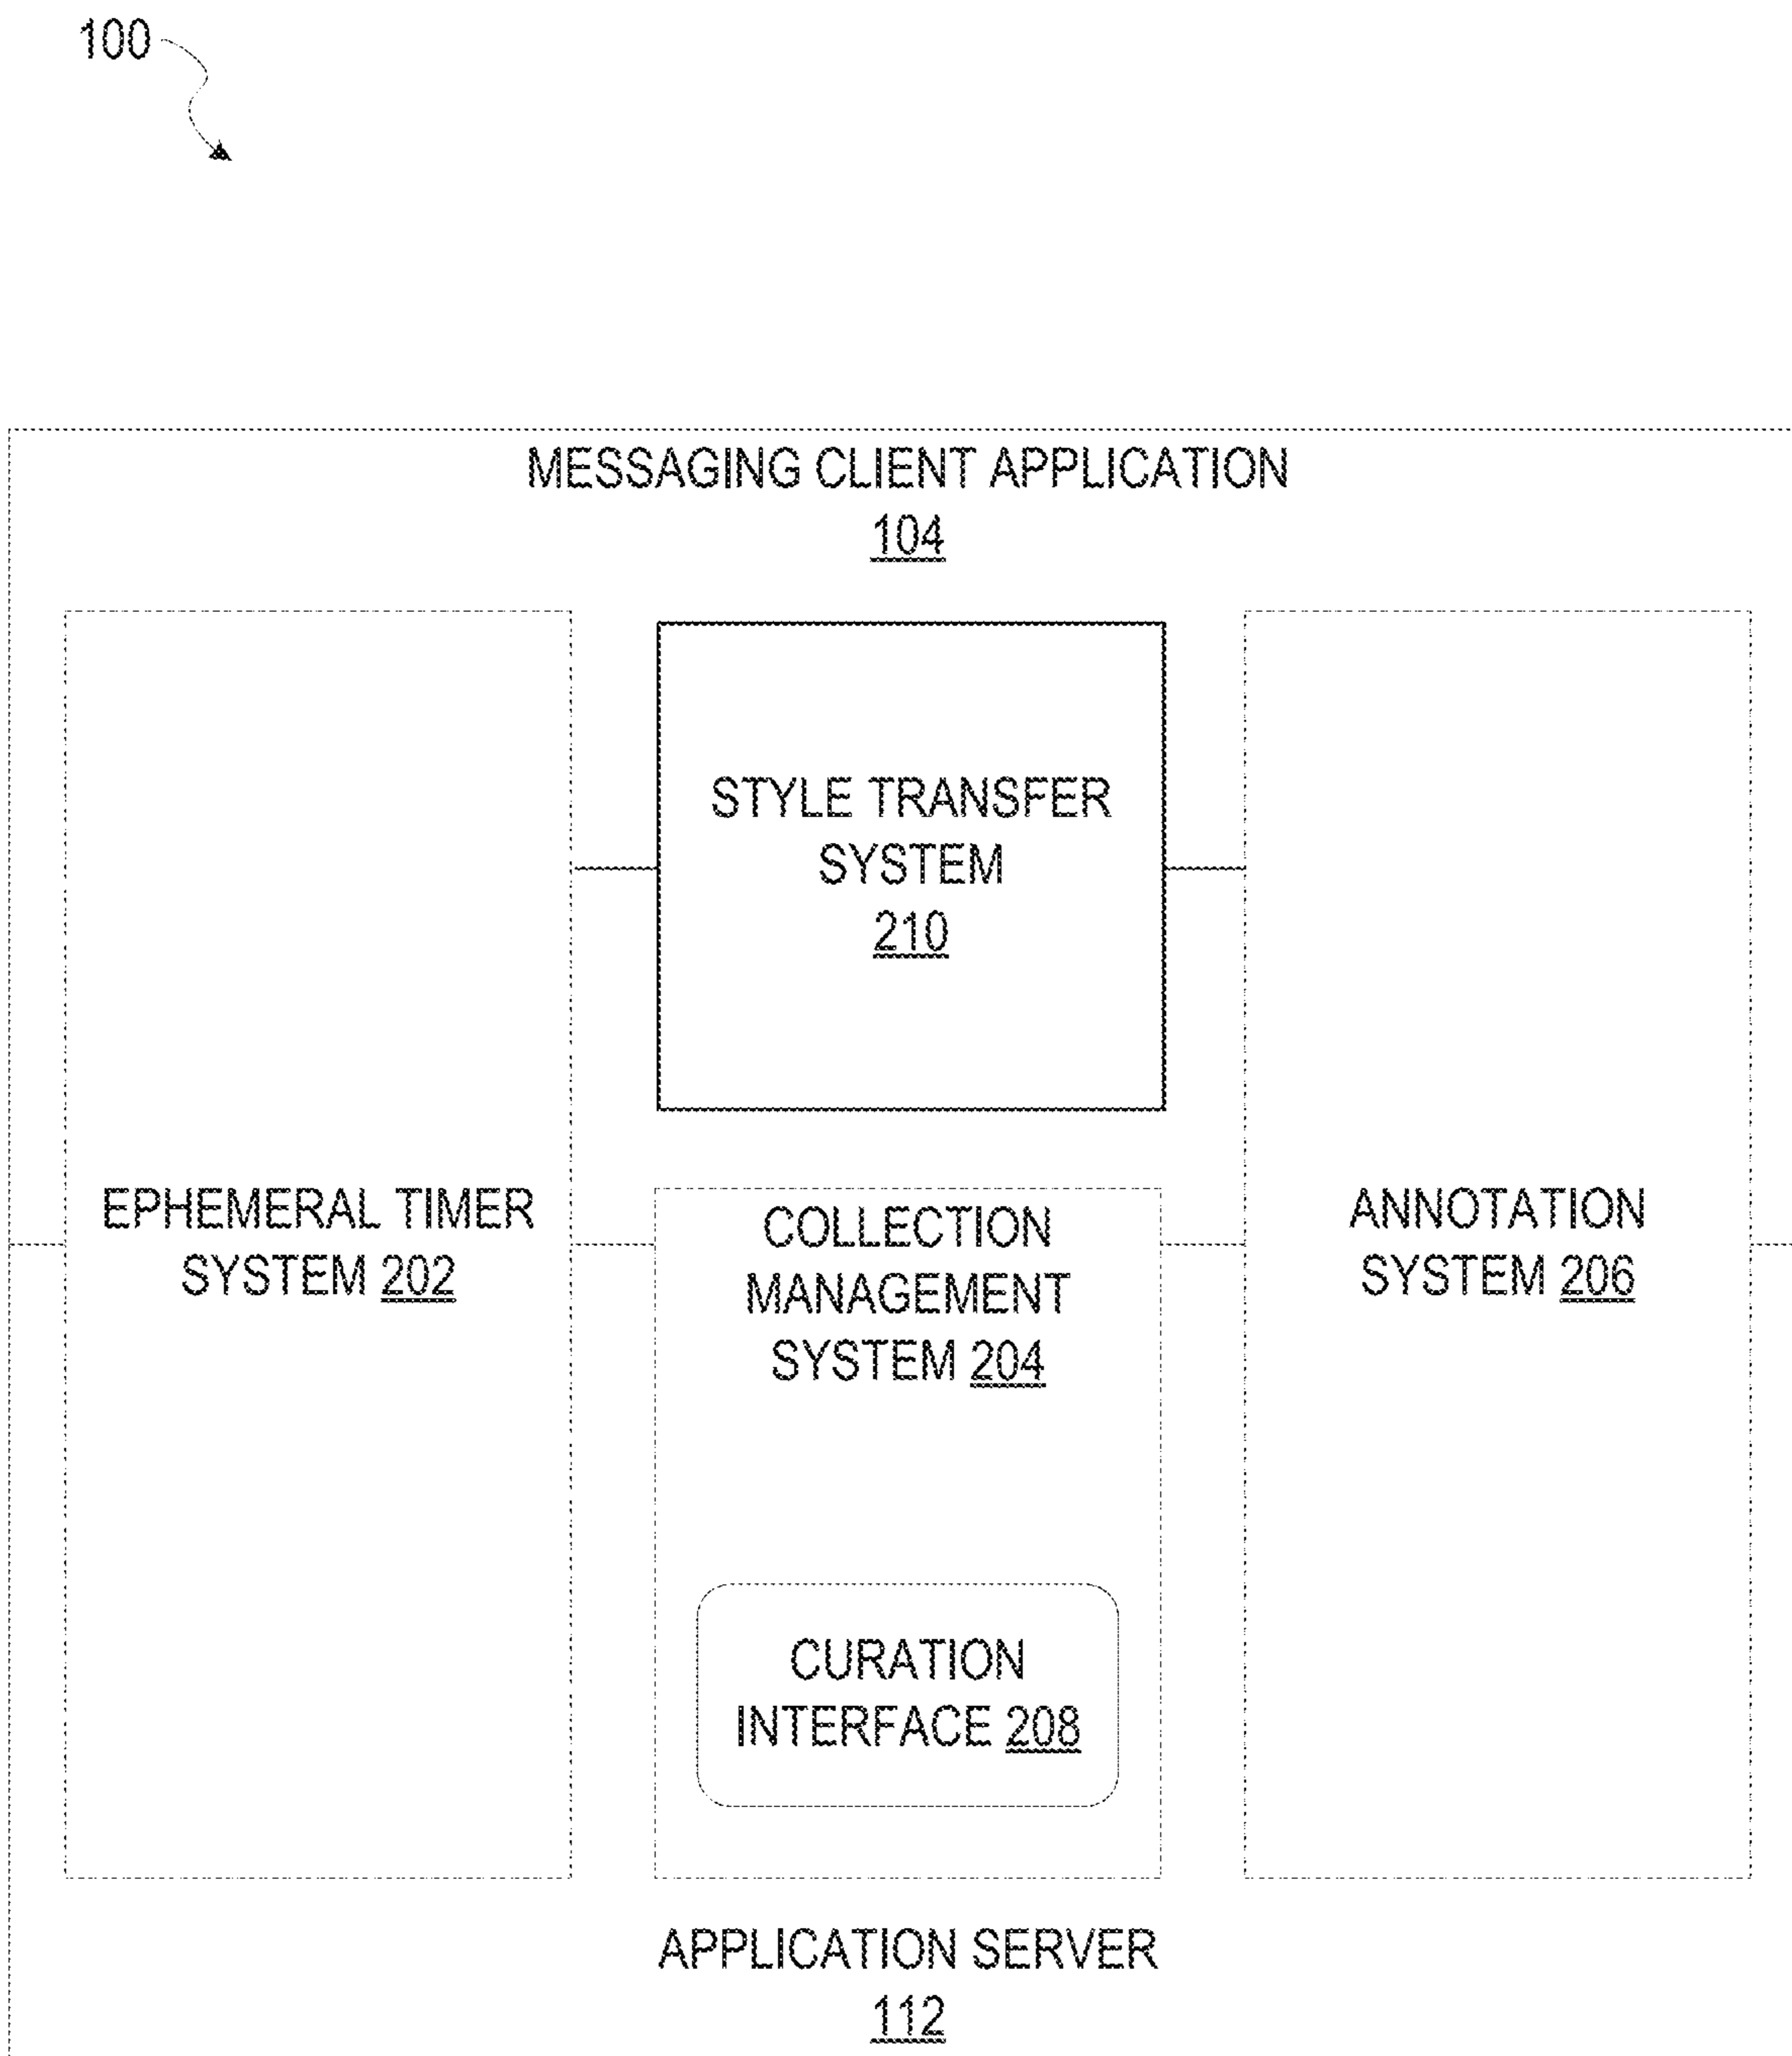 100
MESSAGING CLIENT APPLICATION
104
STYLE TRANSFER
SYSTEM
210
EPHEMERAL TIMER
SYSTEM 202
COLLECTION
MANAGEMENT
SYSTEM 204
ANNOTATION
SYSTEM 206
CURATION
INTERFACE 208
APPLICATION SERVER
112